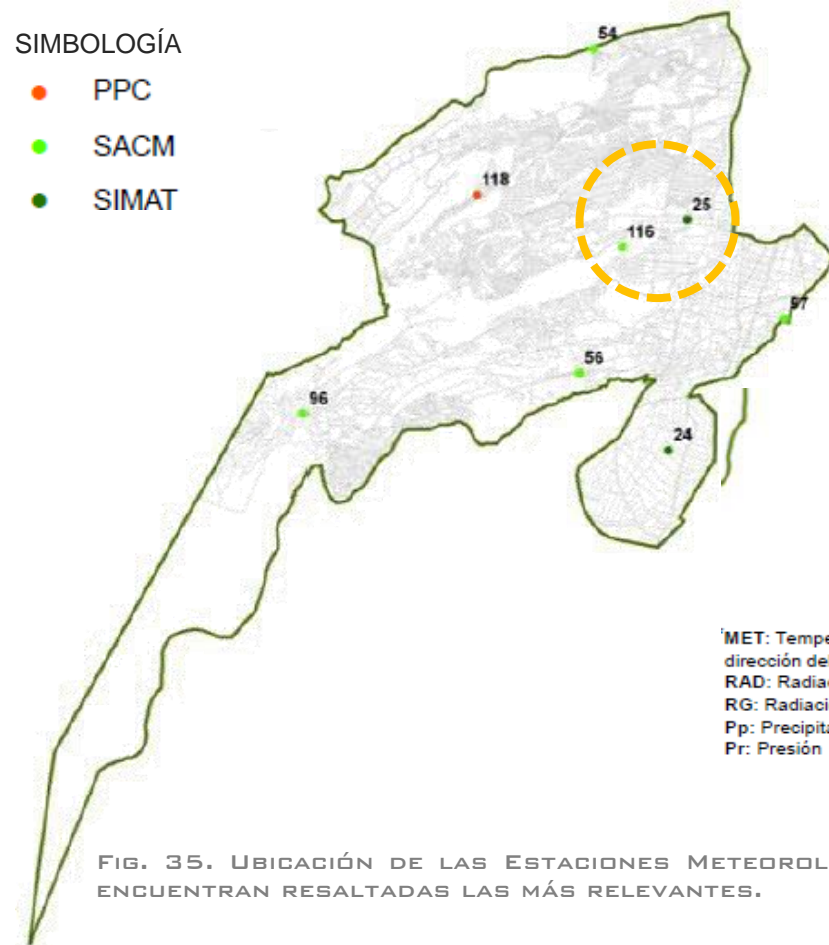 SIMBOLOGÍA
PPC
SACM
SIMAT
54
118
25
116
97
56
96
24
MET: Tempe
dirección del
RAD: Radiac
RG: Radiaci
Pp: Precipita
Pr: Presión
FIG. 35. UBICACIÓN DE LAS ESTACIONES METEOROL
ENCUENTRAN RESALTADAS LAS MÁS RELEVANTES.